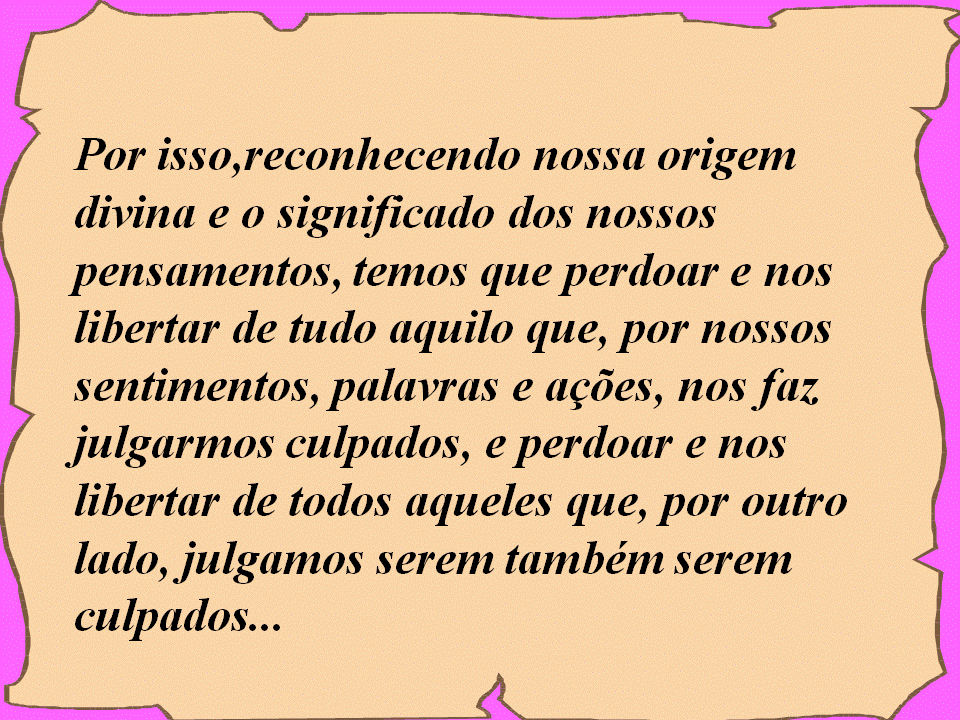 Por isso,reconhecendo nossa origem
divina e o significado dos nossos
pensamentos, temos que perdoar e nos
libertar de tudo aquilo que, por nossos
sentimentos, palavras e ações, nos faz
julgarmos culpados, e perdoar e nos
libertar de todos aqueles que, por outro
lado, julgamos serem também serem
culpados...